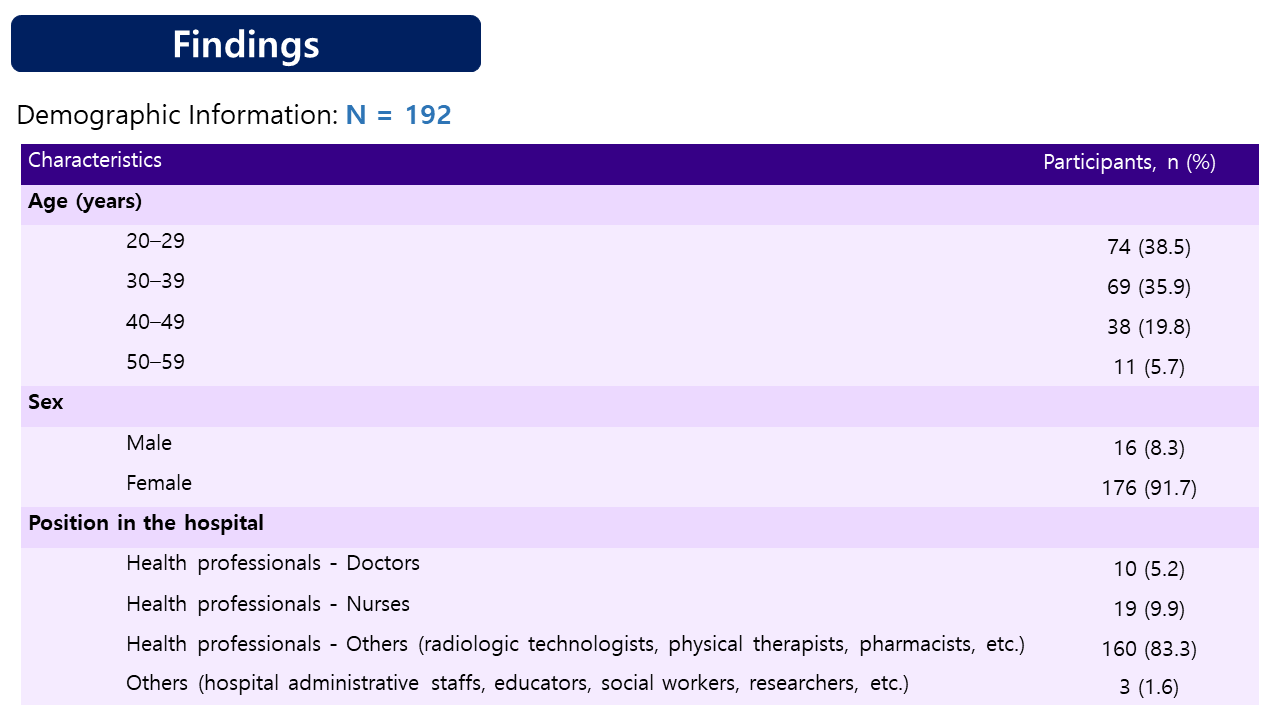 Findings
Demographic Information: N = 192
Characteristics Participants, n (%)
Age (years)
20–29 74 (38.5)
30–39 69 (35.9)
40–49 38 (19.8)
50–59 11 (5.7)
Sex
Male 16 (8.3)
Female 176 (91.7)
Position in the hospital
Health professionals - Doctors 10 (5.2)
Health professionals - Nurses 19 (9.9)
Health professionals - Others (radiologic technologists, physical therapists, pharmacists, etc.) 160 (83.3)
Others (hospital administrative staffs, educators, social workers, researchers, etc.) 3 (1.6)